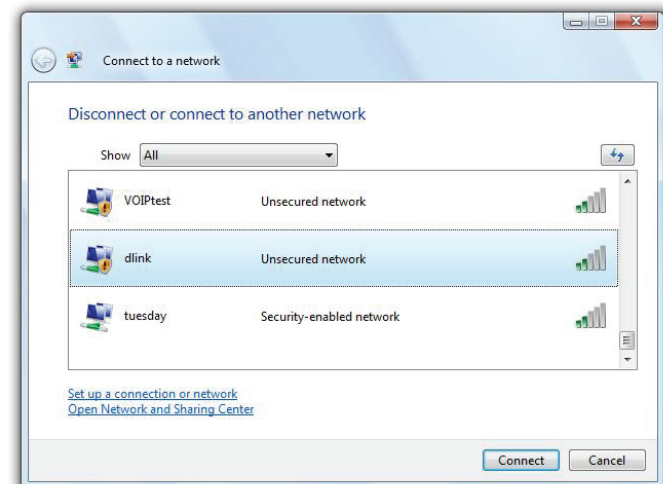 Connect to a network
Disconnect or connect to another network
Show All
VOIPtest Unsecured network
dlink Unsecured network
tuesday Security-enabled network
Set up a connection or network
Open Network and Sharing Center
Connect Cancel